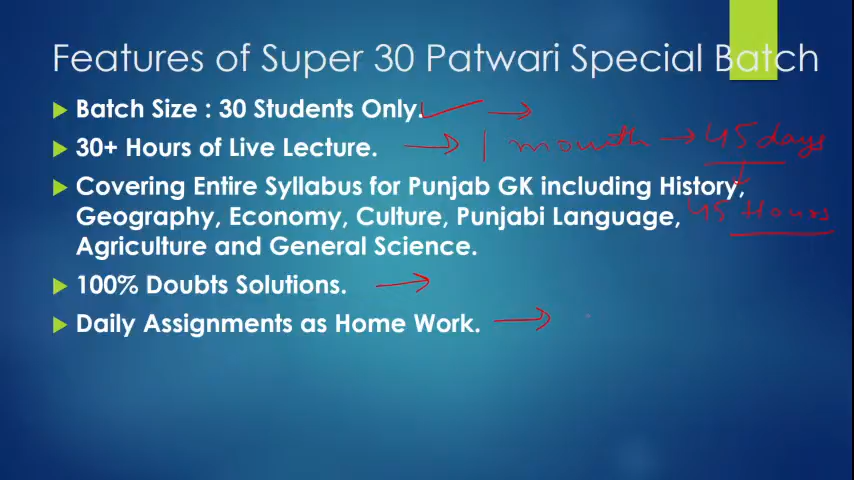 Features of Super 30 Patwari Special Batch
Batch Size : 30 Students Only.
30+ Hours of Live Lecture. 1 month → 45 days
Covering Entire Syllabus for Punjab GK including History,
Geography, Economy, Culture, Punjabi Language, 45 Hours
Agriculture and General Science.
100% Doubts Solutions.
Daily Assignments as Home Work.